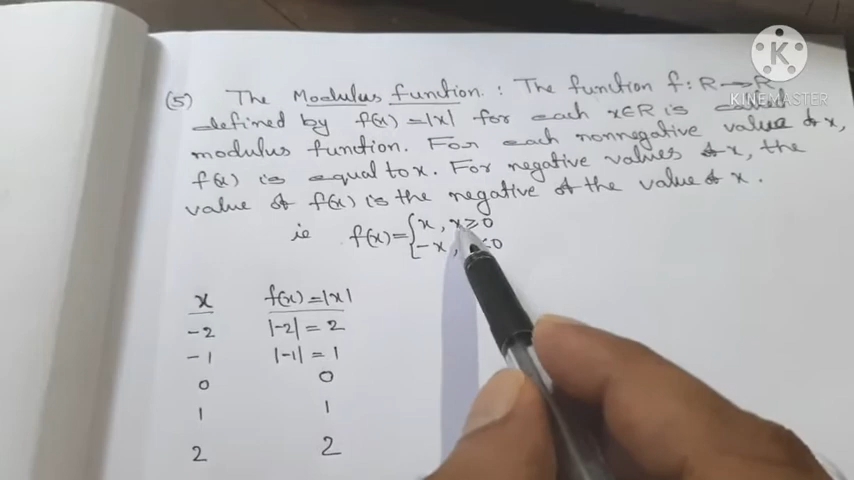 (5) The Modulus function : The function f: R → R
defined by f(x) = |x| for each x∈R is called
modulus function. For each nonnegative value of x,
f(x) is equal to x. For negative values of x, the
value of f(x) is the negative of the value of x.
ie f(x) = { x, x ≥ 0
-x, <0
x f(x) = |x|
-2 |-2| = 2
-1 |-1| = 1
0 0
1 1
2 2
K
KINEMASTER